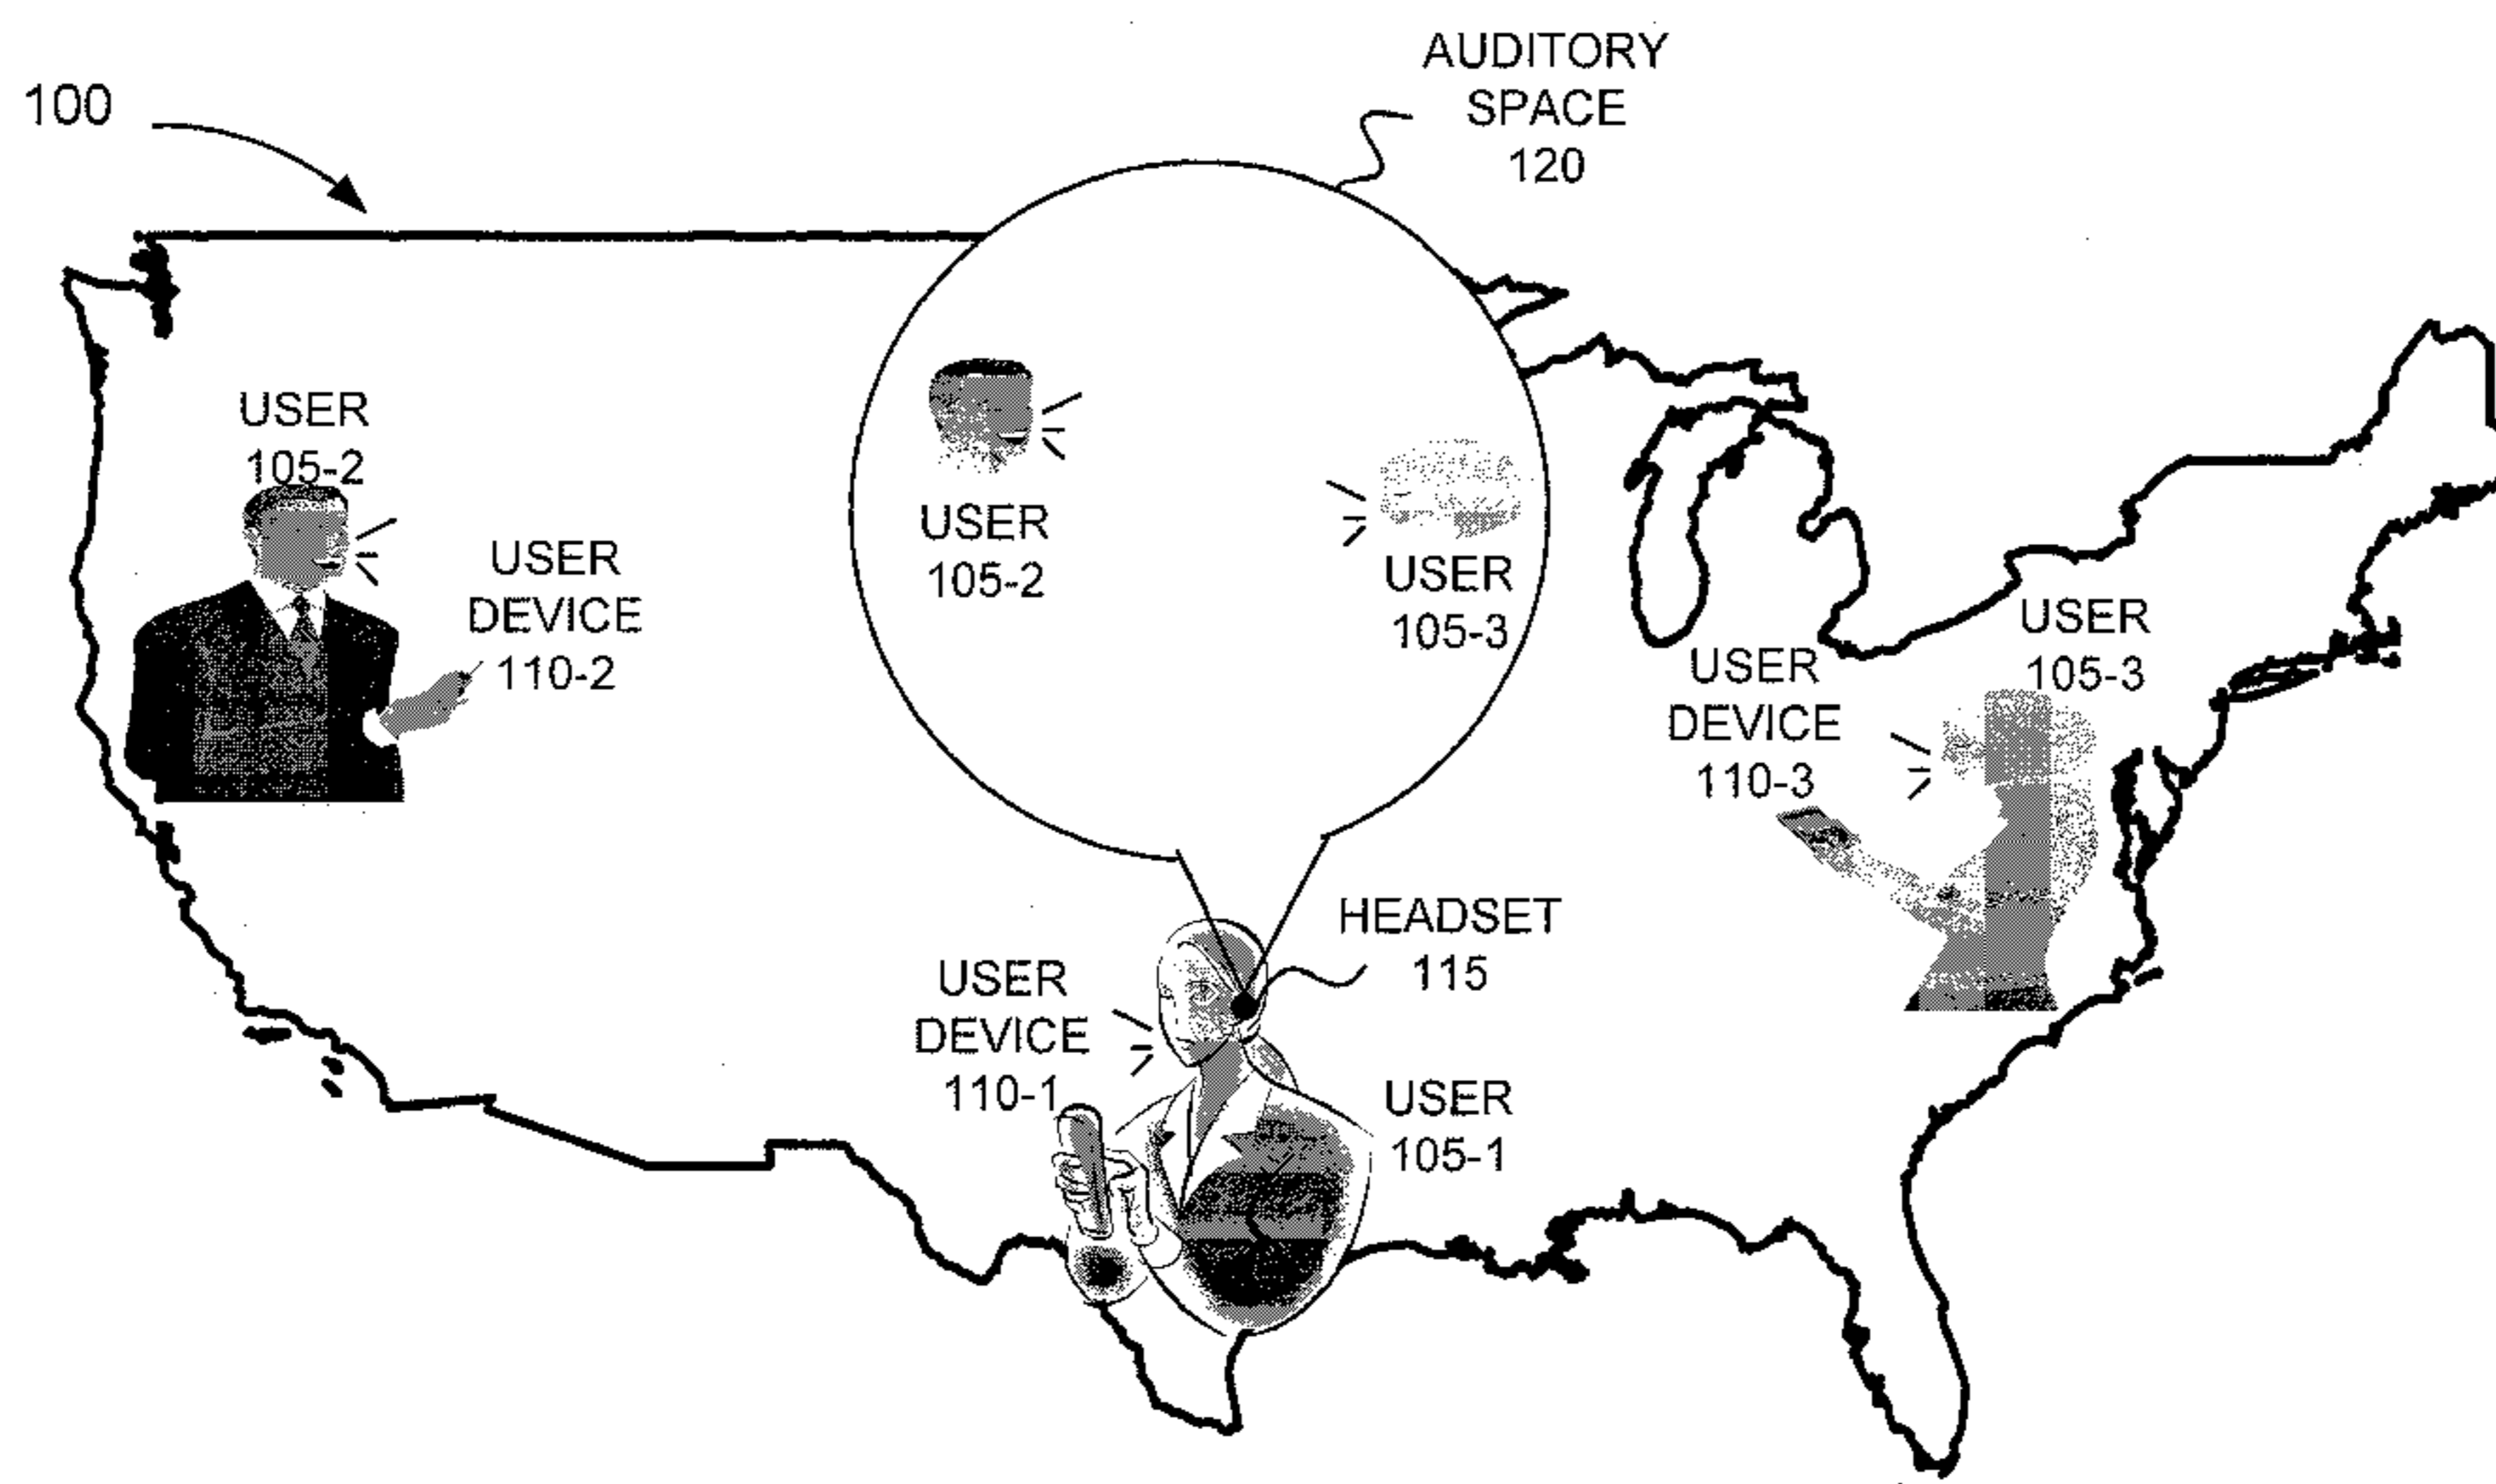 100
AUDITORY
SPACE
120
USER
105-2
USER
DEVICE
110-2
USER
105-2
USER
105-3
USER
105-3
USER
DEVICE
110-3
HEADSET
115
USER
DEVICE
110-1
USER
105-1